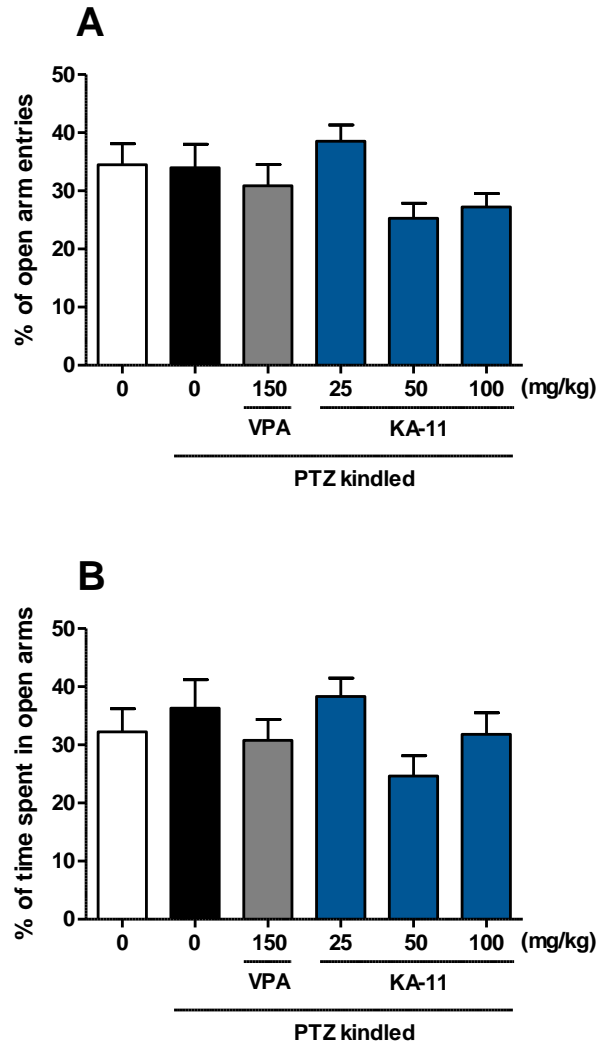 A
% of open arm entries
50
40
30
20
10
0
0 0 150 25 50 100 (mg/kg)
VPA KA-11
PTZ kindled
B
% of time spent in open arms
50
40
30
20
10
0
0 0 150 25 50 100 (mg/kg)
VPA KA-11
PTZ kindled